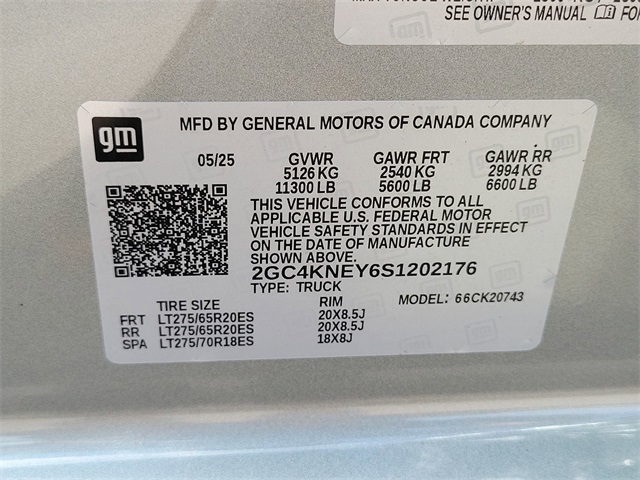 SEE OWNER'S MANUAL
gm
MFD BY GENERAL MOTORS OF CANADA COMPANY
05/25 GVWR GAWR FRT GAWR RR
5126 KG 2540 KG 2994 KG
11300 LB 5600 LB 6600 LB
THIS VEHICLE CONFORMS TO ALL
APPLICABLE U.S. FEDERAL MOTOR
VEHICLE SAFETY STANDARDS IN EFFECT
ON THE DATE OF MANUFACTURE
SHOWN ABOVE.
2GC4KNEY6S1202176
TYPE: TRUCK MODEL: 66CK20743
TIRE SIZE RIM
FRT LT275/65R20ES 20X8.5J
RR LT275/65R20ES 20X8.5J
SPA LT275/70R18ES 18X8J